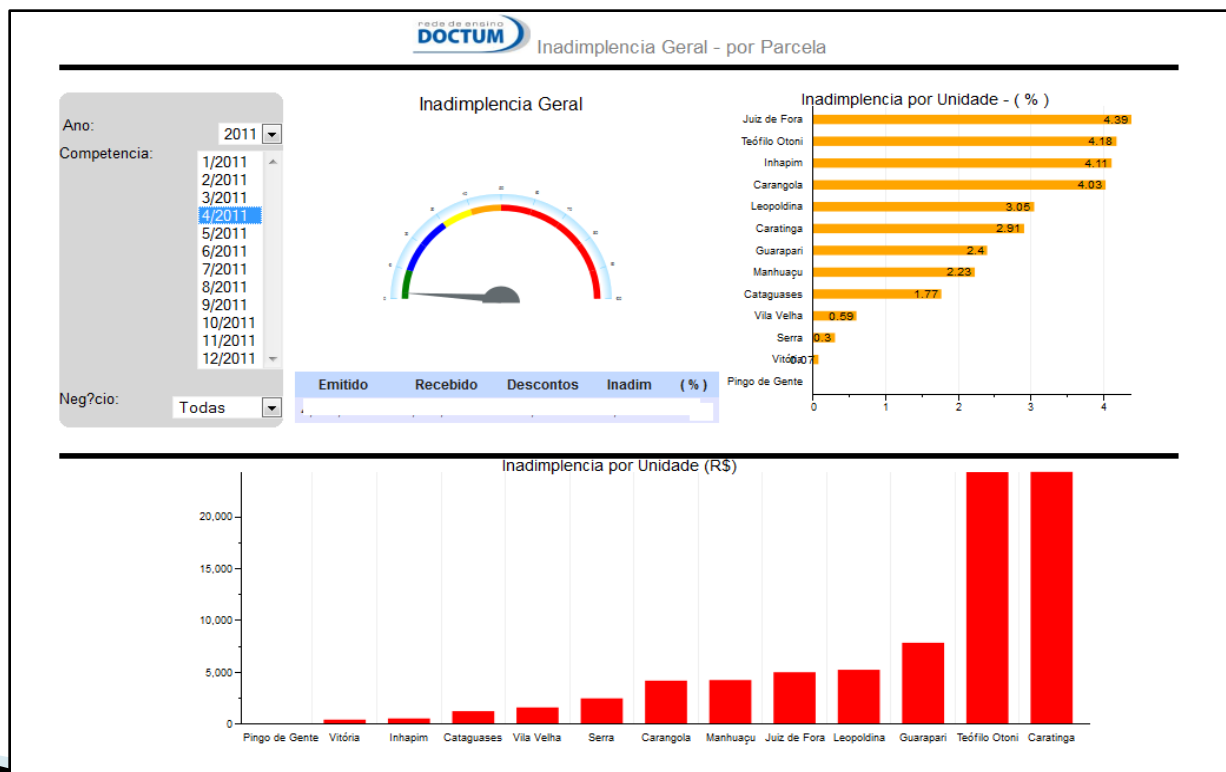 rede de ensino
DOCTUM
Inadimplencia Geral - por Parcela
Ano:
2011
Competencia:
1/2011
2/2011
3/2011
4/2011
5/2011
6/2011
7/2011
8/2011
9/2011
10/2011
11/2011
12/2011
Neg?cio:
Todas
Inadimplencia Geral
Emitido Recebido Descontos Inadim ( % )
Inadimplencia por Unidade - ( % )
Juiz de Fora 4.39
Teófilo Otoni 4.18
Inhapim 4.11
Carangola 4.03
Leopoldina 3.05
Caratinga 2.91
Guarapari 2.4
Manhuaçu 2.23
Cataguases 1.77
Vila Velha 0.59
Serra 0.3
Vitória 0.07
Pingo de Gente
0 1 2 3 4
Inadimplencia por Unidade (R$)
20,000
15,000
10,000
5,000
0
Pingo de Gente Vitória Inhapim Cataguases Vila Velha Serra Carangola Manhuaçu Juiz de Fora Leopoldina Guarapari Teófilo Otoni Caratinga